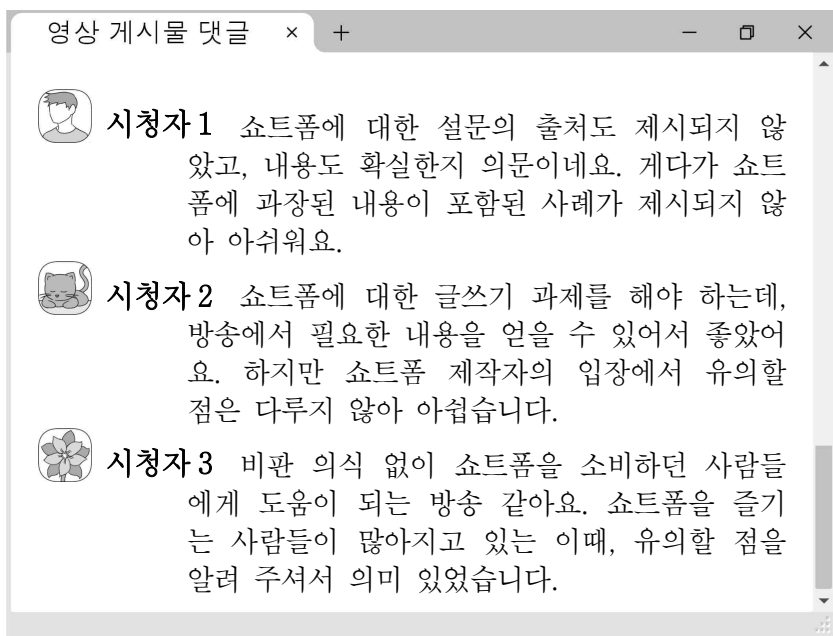 영상 게시물 댓글
시청자 1 쇼트폼에 대한 설문의 출처도 제시되지 않
았고, 내용도 확실한지 의문이네요. 게다가 쇼트
폼에 과장된 내용이 포함된 사례가 제시되지 않
아 아쉬워요.
시청자 2 쇼트폼에 대한 글쓰기 과제를 해야 하는데,
방송에서 필요한 내용을 얻을 수 있어서 좋았어
요. 하지만 쇼트폼 제작자의 입장에서 유의할
점은 다루지 않아 아쉽습니다.
시청자 3 비판 의식 없이 쇼트폼을 소비하던 사람들
에게 도움이 되는 방송 같아요. 쇼트폼을 즐기
는 사람들이 많아지고 있는 이때, 유의할 점을
알려 주셔서 의미 있었습니다.